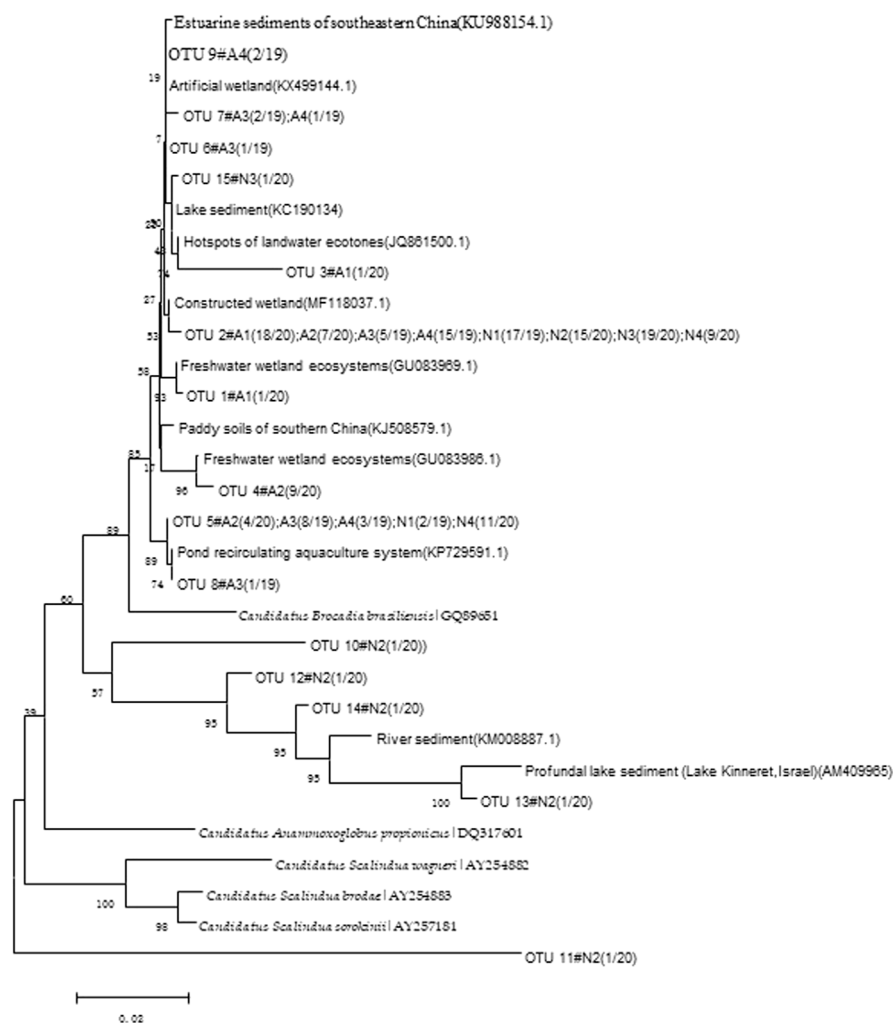 Estuarine sediments of southeastern China(KU988154.1)
OTU 9#A4(2/19)
19
Artificial wetland(KX499144.1)
OTU 7#A3(2/19);A4(1/19)
7
OTU 6#A3(1/19)
OTU 15#N3(1/20)
Lake sediment(KC190134)
Hotspots of landwater ecotones(JQ861500.1)
OTU 3#A1(1/20)
27
Constructed wetland(MF118037.1)
53
OTU 2#A1(18/20);A2(7/20);A3(5/19);A4(15/19);N1(17/19);N2(15/20);N3(19/20);N4(9/20)
Freshwater wetland ecosystems(GU083969.1)
58
93
OTU 1#A1(1/20)
Paddy soils of southern China(KJ508579.1)
85
Freshwater wetland ecosystems(GU083986.1)
17
96
OTU 4#A2(9/20)
OTU 5#A2(4/20);A3(8/19);A4(3/19);N1(2/19);N4(11/20)
89
Pond recirculating aquaculture system(KP729591.1)
89
74
OTU 8#A3(1/19)
60
Candidatus Brocadia brasiliensis|GQ89651
OTU 10#N2(1/20))
OTU 12#N2(1/20)
57
OTU 14#N2(1/20)
39
95
River sediment(KM008887.1)
95
Profundal lake sediment (Lake Kinneret,Israel)(AM409965)
95
100
OTU 13#N2(1/20)
Candidatus Anammoxoglobus propionicus|DQ317601
Candidatus Scalindua wagneri|AY254882
Candidatus Scalindua brodae|AY254883
100
98
Candidatus Scalindua sorokinii|AY257181
OTU 11#N2(1/20)
0.02